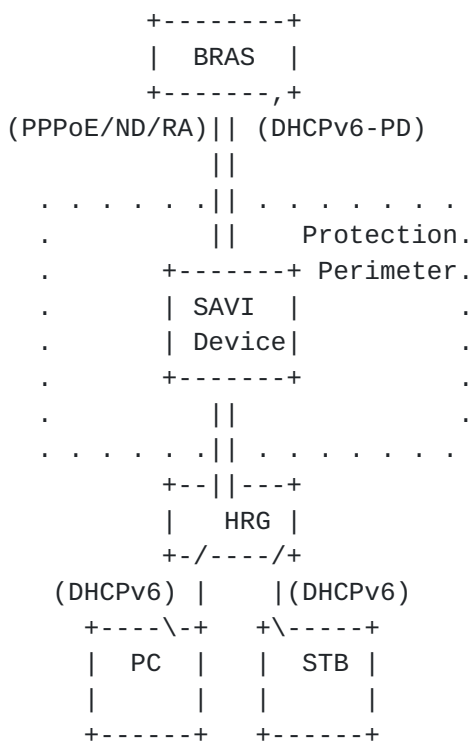 BRAS
(PPPoE/ND/RA) (DHCPv6-PD)
Protection
Perimeter
SAVI
Device
HRG
(DHCPv6) (DHCPv6)
PC STB